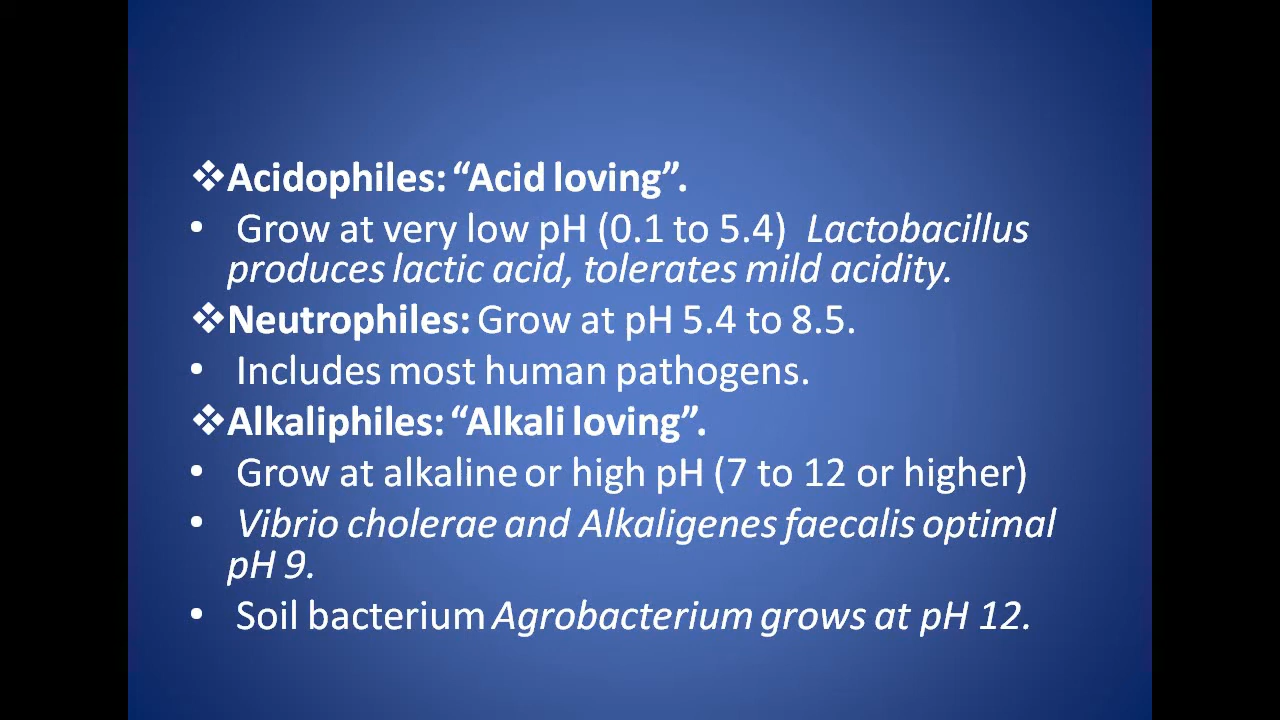 ❖Acidophiles: “Acid loving”.
• Grow at very low pH (0.1 to 5.4) Lactobacillus
produces lactic acid, tolerates mild acidity.
❖Neutrophiles: Grow at pH 5.4 to 8.5.
• Includes most human pathogens.
❖Alkaliphiles: “Alkali loving”.
• Grow at alkaline or high pH (7 to 12 or higher)
• Vibrio cholerae and Alkaligenes faecalis optimal
pH 9.
• Soil bacterium Agrobacterium grows at pH 12.